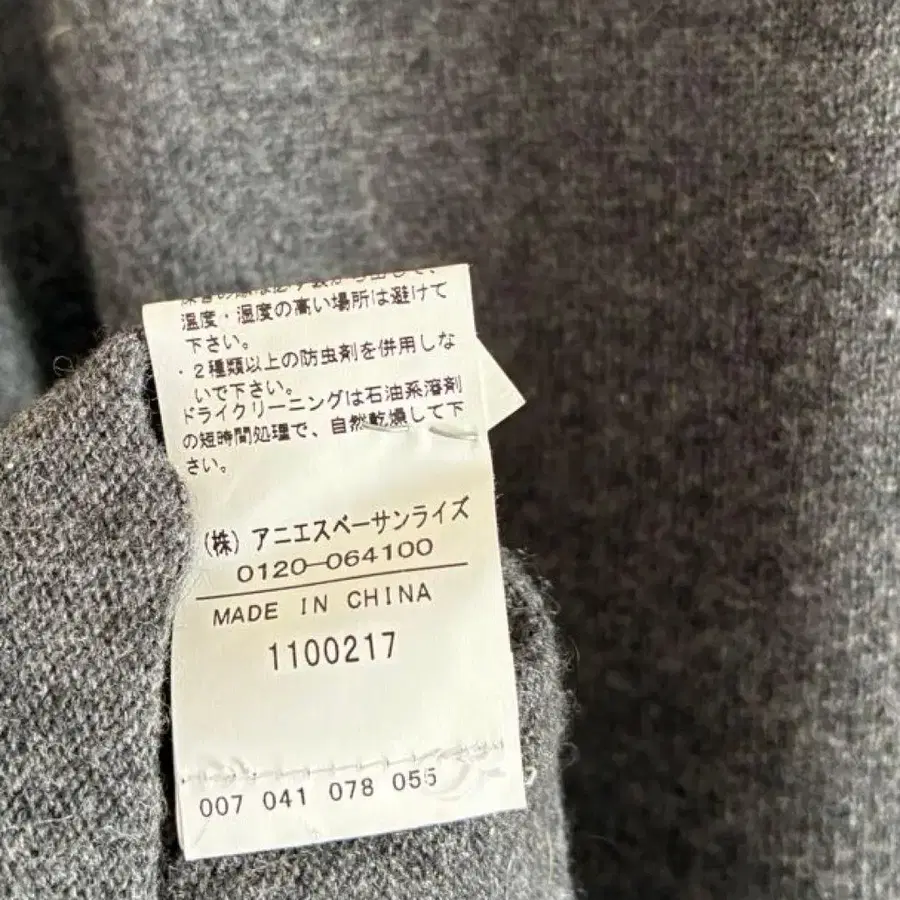 温度・湿度の高い場所は避けて
下さい。
・2種類以上の防虫剤を併用しな
いで下さい。
ドライクリーニングは石油系溶剤
の短時間処理で、自然乾燥して下
さい。
(株) アニエスベーサンライズ
0120-064100
MADE IN CHINA
1100217
007 041 078 055